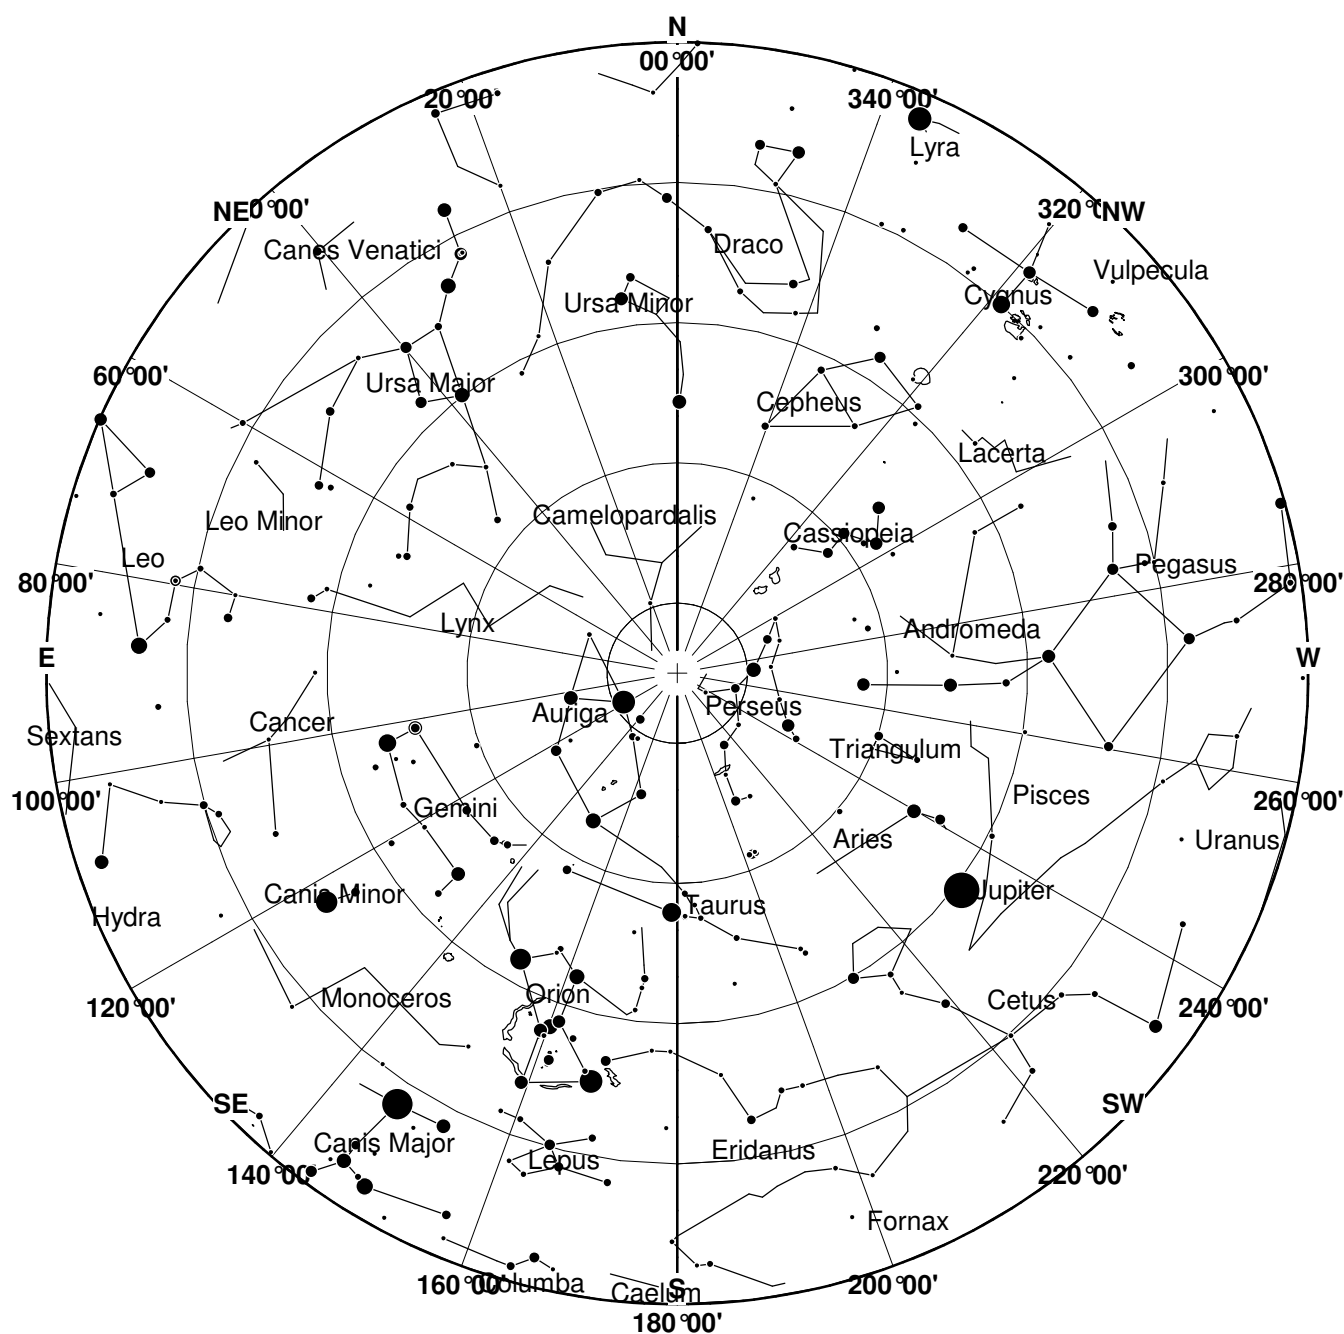 N
00°00'
20°00'
340°00'
Lyra
NE
0°00'
320°
NW
Canes Venatici
Draco
Vulpecula
Ursa Minor
Cygnus
60°00'
Ursa Major
Cepheus
300°00'
Lacerta
Leo Minor
Camelopardalis
Cassiopeia
Leo
Pegasus
80°00'
280°00'
Lynx
Andromeda
E
W
Auriga
Perseus
Cancer
Sextans
Triangulum
100°00'
Gemini
Pisces
260°00'
Aries
Uranus
Canis Minor
Jupiter
Hydra
Taurus
Monoceros
Orion
Cetus
120°00'
240°00'
SE
SW
Canis Major
Eridanus
Lepus
140°00
220°00'
Fornax
160°00'
Columba
Caelum
S
200°00'
180°00'